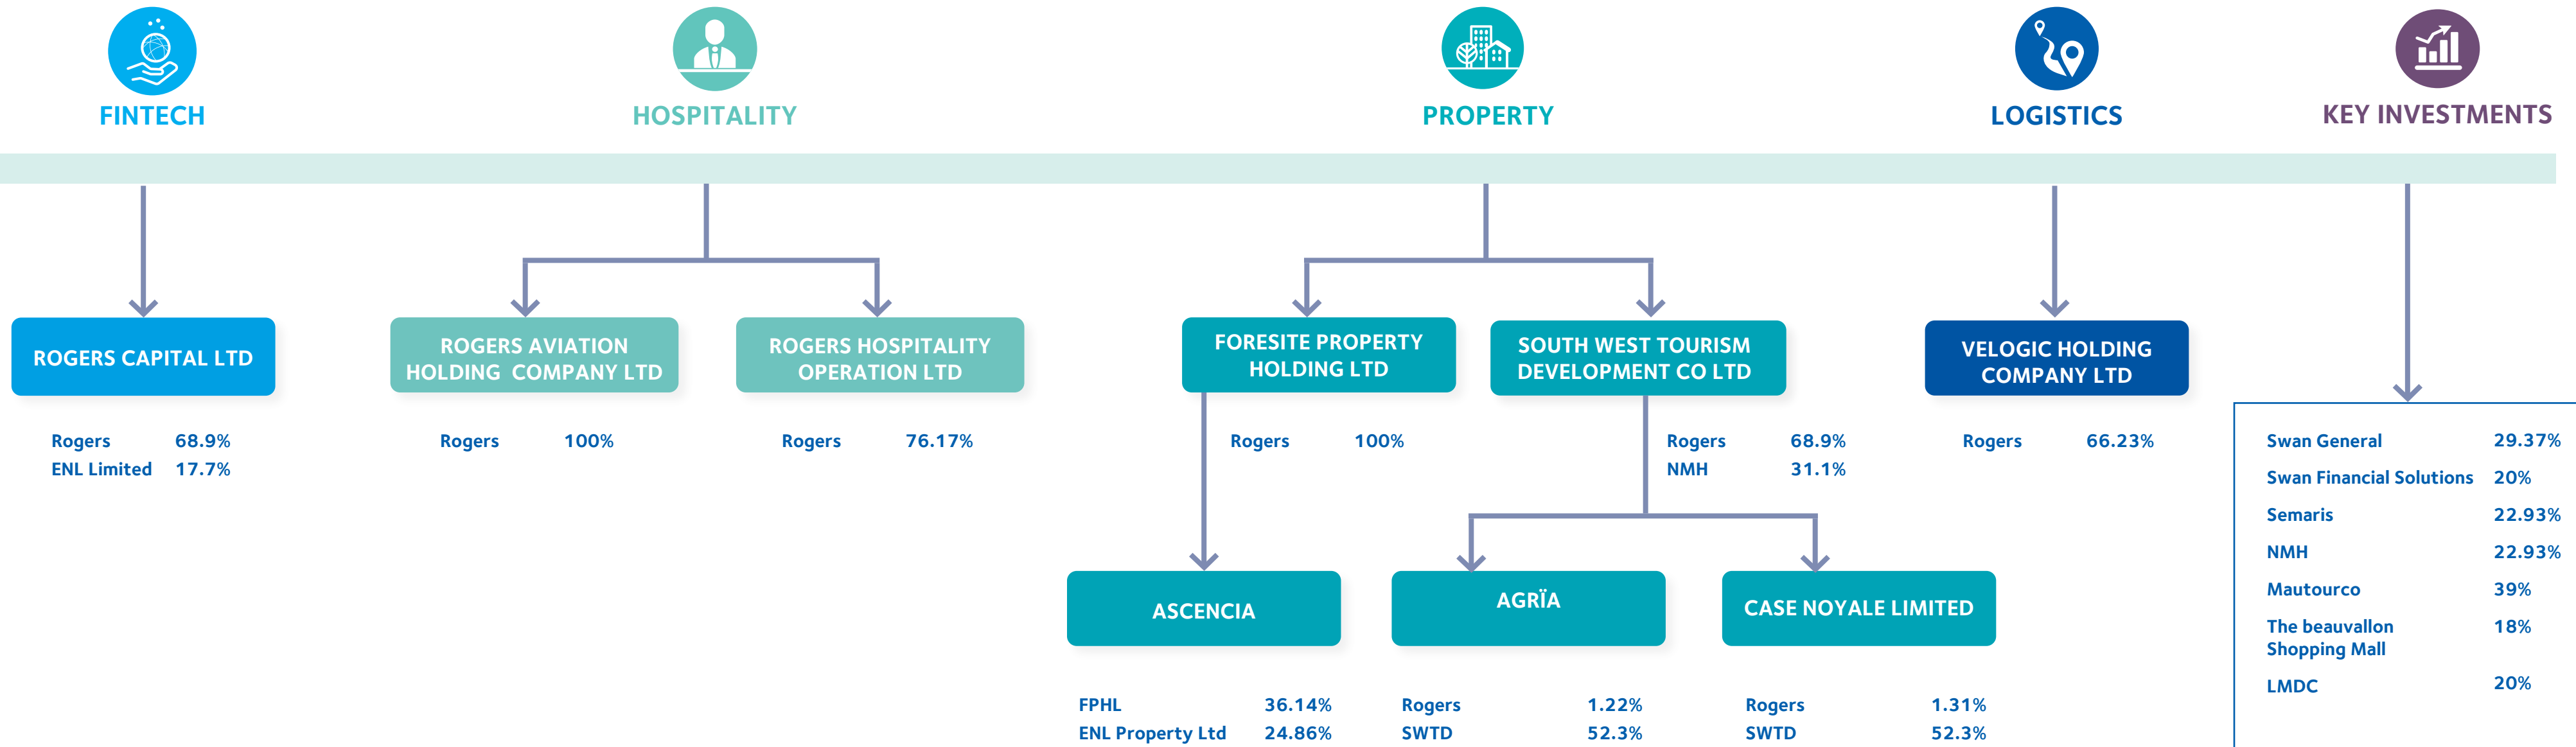 FINTECH
HOSPITALITY
PROPERTY
LOGISTICS
KEY INVESTMENTS
ROGERS CAPITAL LTD
Rogers 68.9%
ENL Limited 17.7%
ROGERS AVIATION
HOLDING COMPANY LTD
Rogers 100%
ROGERS HOSPITALITY
OPERATION LTD
Rogers 76.17%
FORESITE PROPERTY
HOLDING LTD
Rogers 100%
SOUTH WEST TOURISM
DEVELOPMENT CO LTD
Rogers 68.9%
NMH 31.1%
ASCENCIA
FPHL 36.14%
ENL Property Ltd 24.86%
AGRÏA
Rogers 1.22%
SWTD 52.3%
CASE NOYALE LIMITED
Rogers 1.31%
SWTD 52.3%
VELOGIC HOLDING
COMPANY LTD
Rogers 66.23%
Swan General 29.37%
Swan Financial Solutions 20%
Semaris 22.93%
NMH 22.93%
Mautourco 39%
The beauvallon 18%
Shopping Mall
LMDC 20%